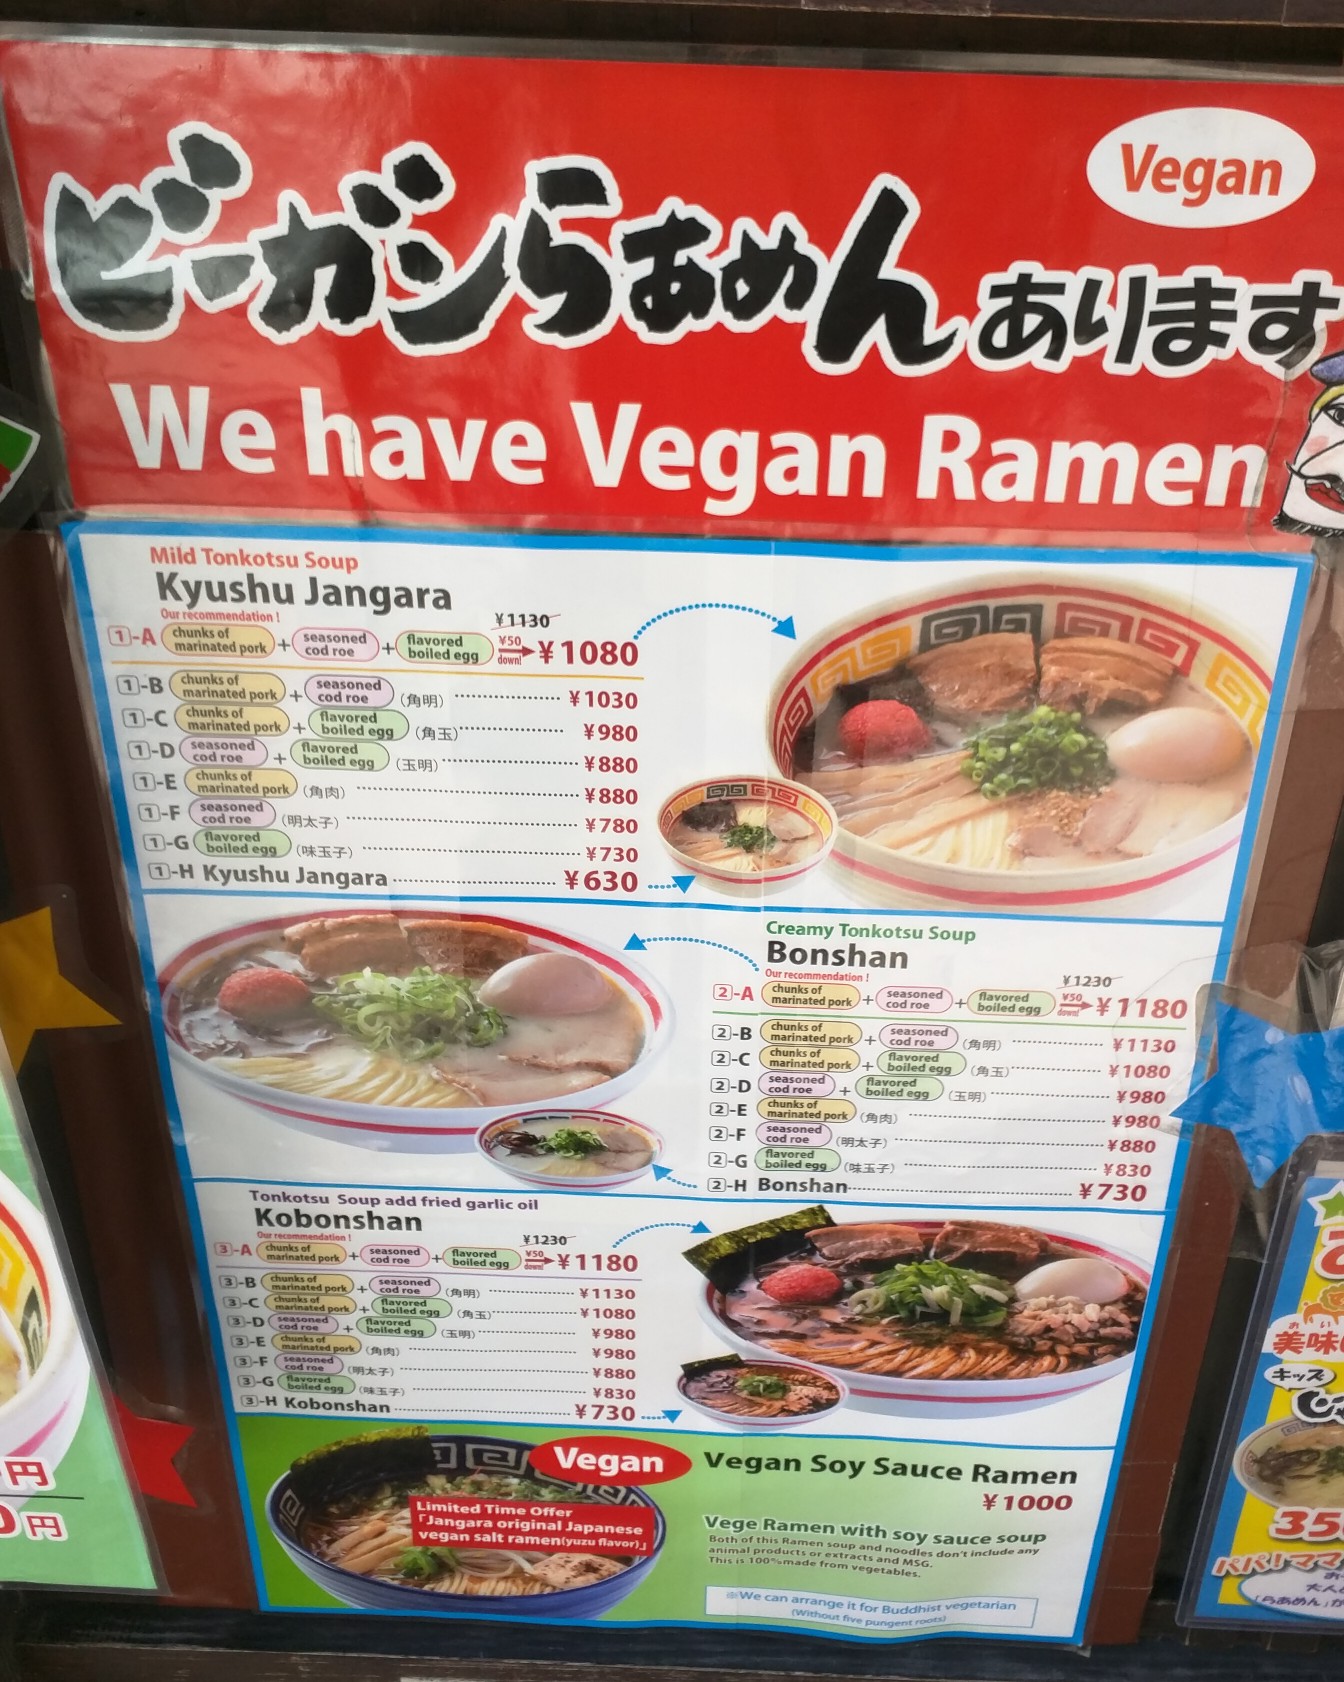 Vegan
ビーガンらあめんあります
We have Vegan Ramen
Mild Tonkotsu Soup
Kyushu Jangara
Our recommendation !
¥1130
1-A chunks of marinated pork + seasoned cod roe + flavored boiled egg ¥50 down! ¥1080
1-B chunks of marinated pork + seasoned cod roe (角明) ¥1030
1-C chunks of marinated pork + flavored boiled egg (角玉) ¥980
1-D seasoned cod roe + flavored boiled egg (玉明) ¥880
1-E chunks of marinated pork (角肉) ¥880
1-F seasoned cod roe (明太子) ¥780
1-G flavored boiled egg (味玉子) ¥730
1-H Kyushu Jangara ¥630
Creamy Tonkotsu Soup
Bonshan
Our recommendation !
¥1230
2-A chunks of marinated pork + seasoned cod roe + flavored boiled egg ¥50 down! ¥1180
2-B chunks of marinated pork + seasoned cod roe (角明) ¥1130
2-C chunks of marinated pork + flavored boiled egg (角玉) ¥1080
2-D seasoned cod roe + flavored boiled egg (玉明) ¥980
2-E chunks of marinated pork (角肉) ¥980
2-F seasoned cod roe (明太子) ¥880
2-G flavored boiled egg (味玉子) ¥830
2-H Bonshan ¥730
Tonkotsu Soup add fried garlic oil
Kobonshan
Our recommendation !
¥1230
3-A chunks of marinated pork + seasoned cod roe + flavored boiled egg ¥50 down! ¥1180
3-B chunks of marinated pork + seasoned cod roe (角明) ¥1130
3-C chunks of marinated pork + flavored boiled egg (角玉) ¥1080
3-D seasoned cod roe + flavored boiled egg (玉明) ¥980
3-E chunks of marinated pork (角肉) ¥980
3-F seasoned cod roe (明太子) ¥880
3-G flavored boiled egg (味玉子) ¥830
3-H Kobonshan ¥730
Vegan
Limited Time Offer
「Jangara original Japanese
vegan salt ramen(yuzu flavor)」
Vegan Soy Sauce Ramen
¥1000
Vege Ramen with soy sauce soup
Both of this Ramen soup and noodles don't include any
animal products or extracts and MSG.
This is 100%made from vegetables.
※We can arrange it for Buddhist vegetarian
(Without five pungent roots)
円
0円
おい
美味
キッズ
35
パパ!ママ